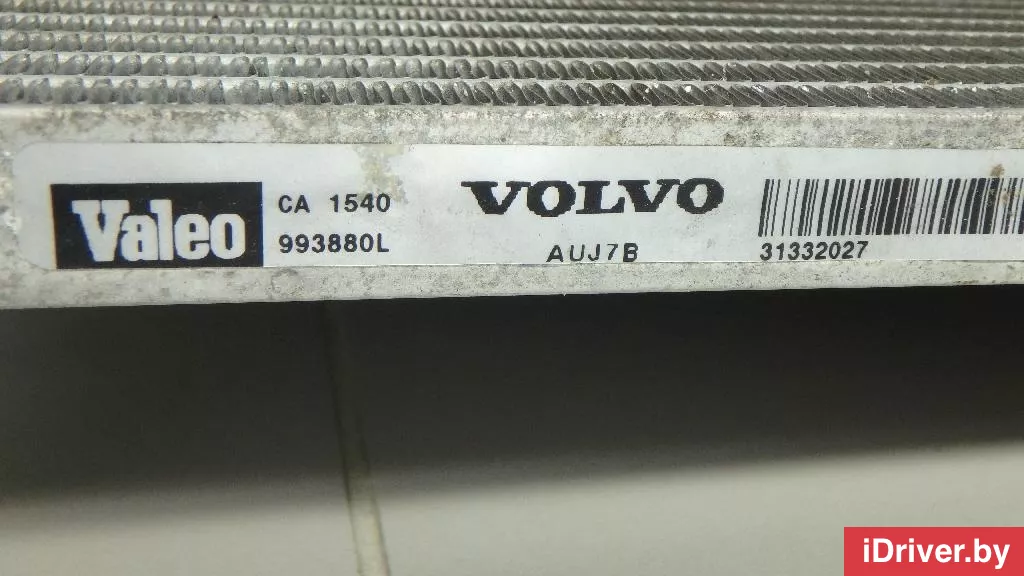 Valeo
CA 1540
993880L
VOLVO
AUJ7B
31332027
iDriver.by